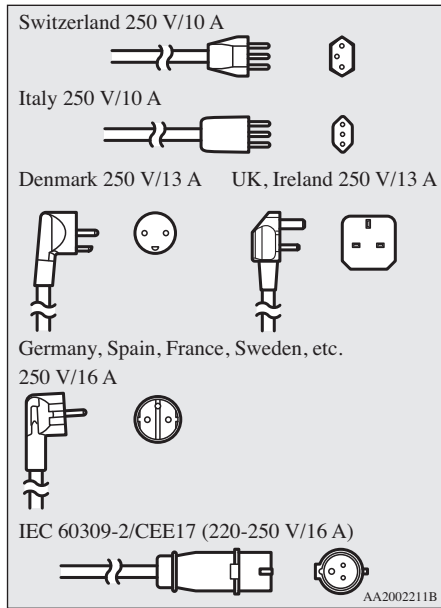 Switzerland 250 V/10 A
Italy 250 V/10 A
Denmark 250 V/13 A
UK, Ireland 250 V/13 A
Germany, Spain, France, Sweden, etc.
250 V/16 A
IEC 60309-2/CEE17 (220-250 V/16 A)
AA2002211B